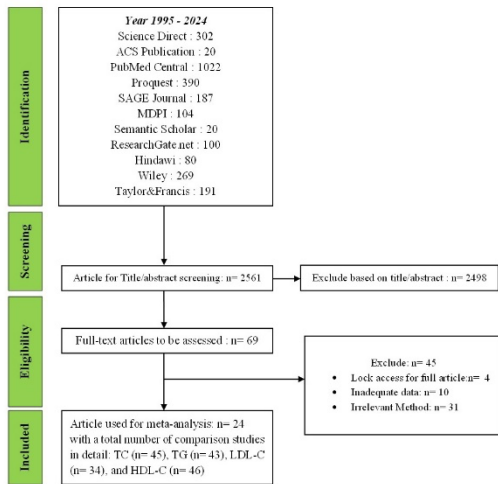 Identification
Year 1995 - 2024
Science Direct : 302
ACS Publication : 20
PubMed Central : 1022
Proquest : 390
SAGE Journal : 187
MDPI : 104
Semantic Scholar : 20
ResearchGate.net : 100
Hindawi : 80
Wiley : 269
Taylor&Francis : 191
Screening
Article for Title/abstract screening: n= 2561
Exclude based on title/abstract : n= 2498
Eligibility
Full-text articles to be assessed : n= 69
Exclude: n= 45
• Lock access for full article:n= 4
• Inadequate data: n= 10
• Irrelevant Method: n= 31
Included
Article used for meta-analysis: n= 24
with a total number of comparison studies
in detail: TC (n= 45), TG (n= 43), LDL-C
(n= 34), and HDL-C (n= 46)